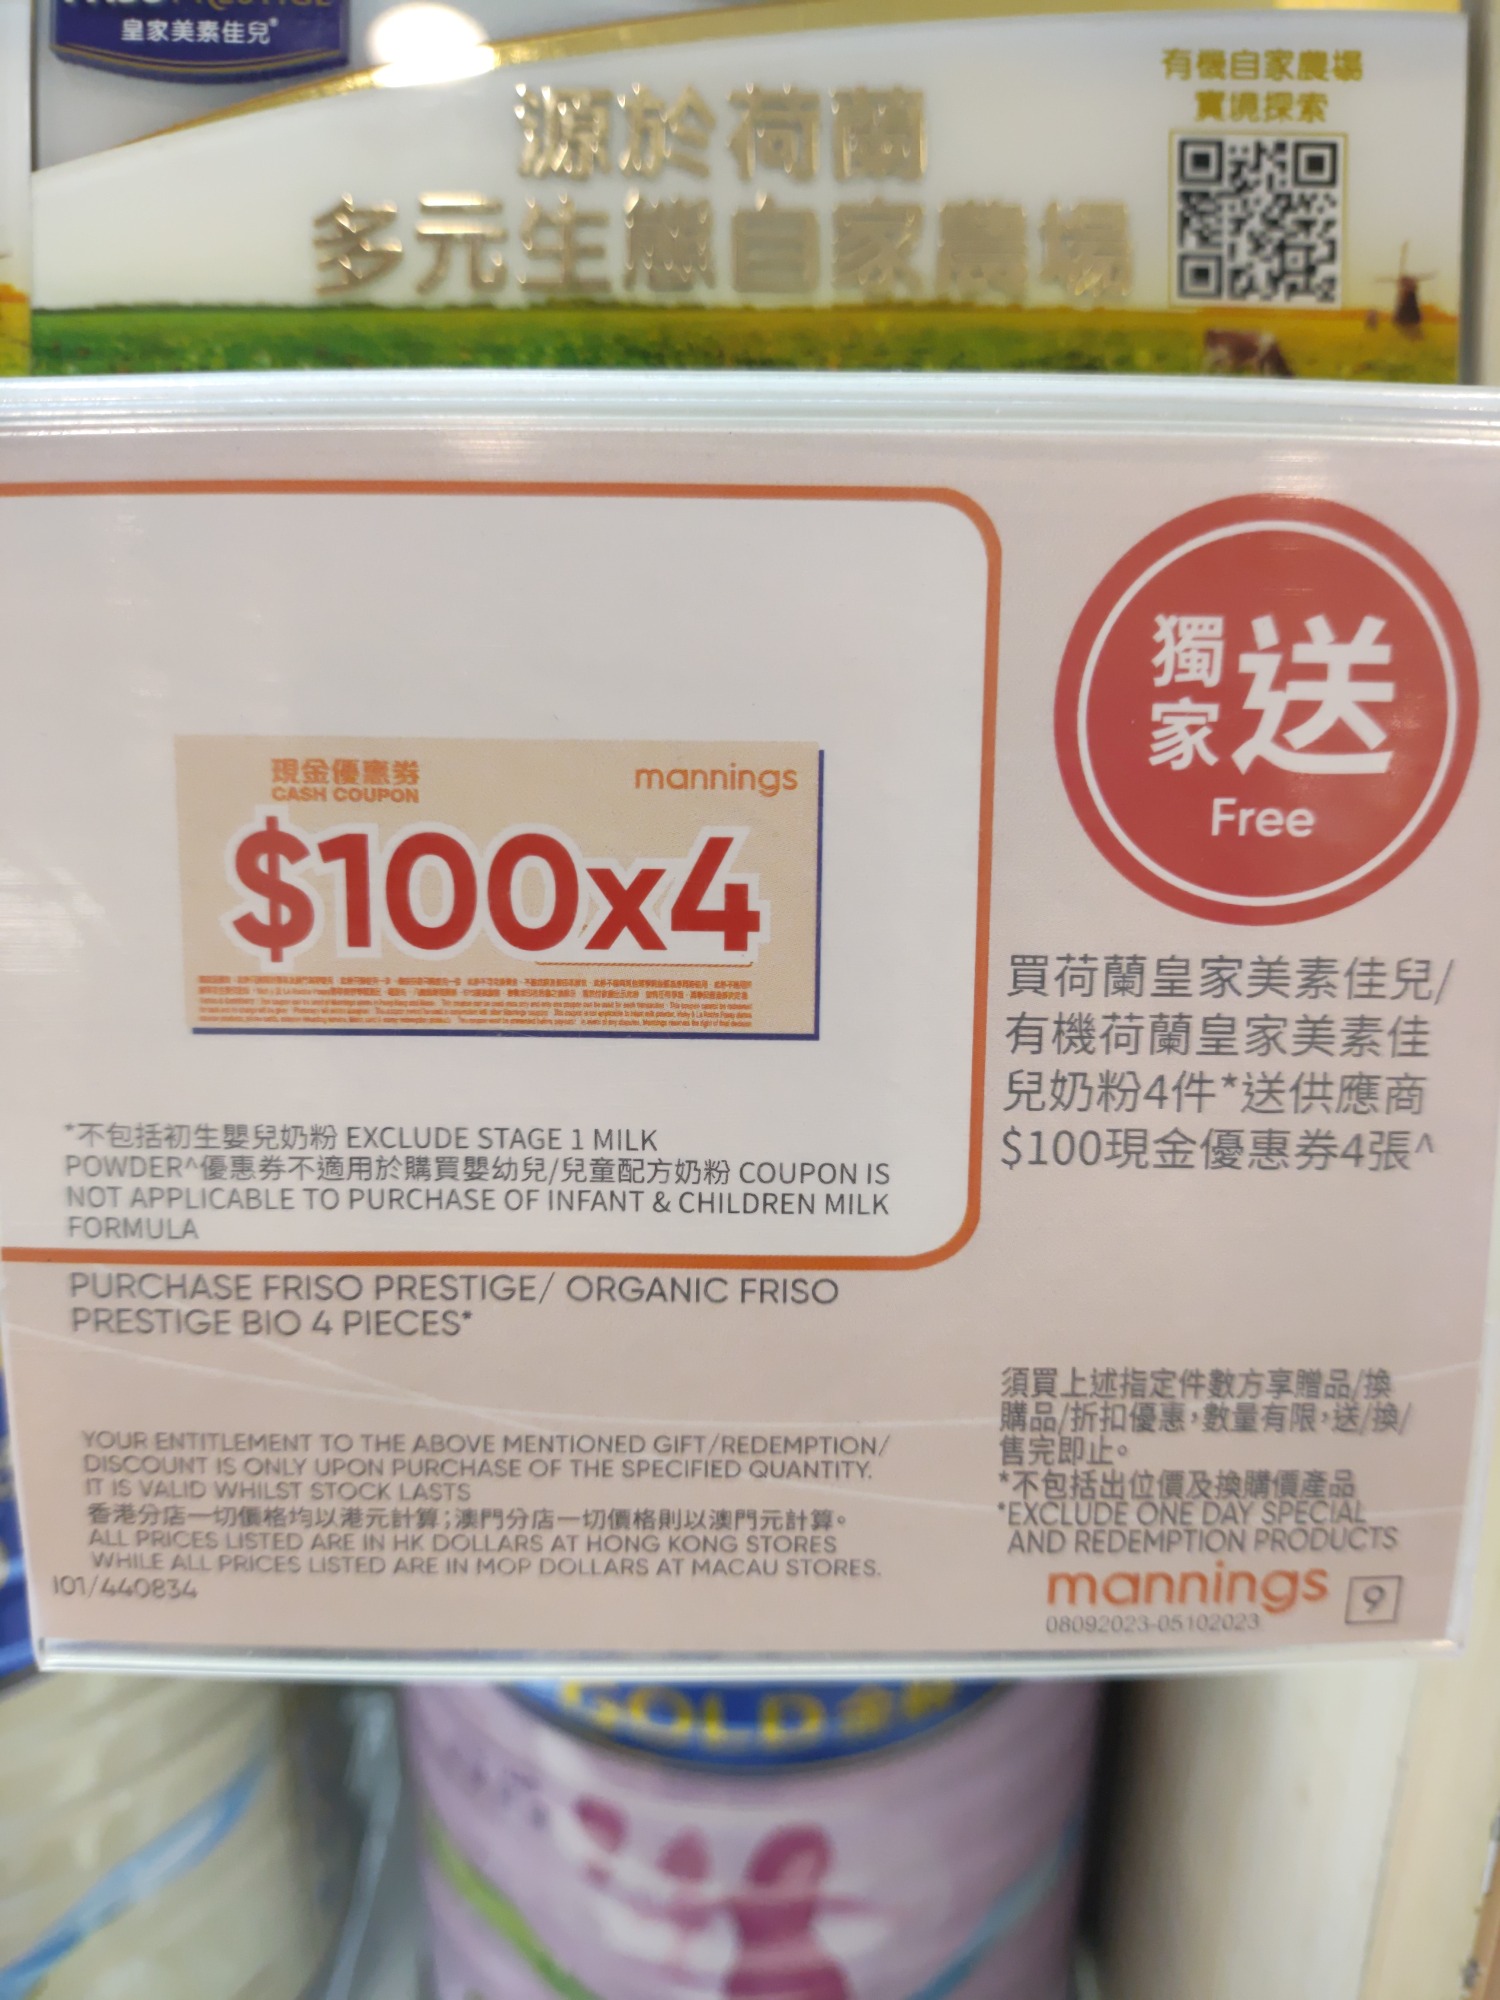 皇家美素佳兒
有機自家農場
實境探索
源於荷蘭
多元生態自家農場
獨家送
Free
現金優惠券
CASH COUPON
mannings
$100x4
買荷蘭皇家美素佳兒/
有機荷蘭皇家美素佳
兒奶粉4件*送供應商
$100現金優惠券4張^
*不包括初生嬰兒奶粉 EXCLUDE STAGE 1 MILK
POWDER^優惠券不適用於購買嬰幼兒/兒童配方奶粉 COUPON IS
NOT APPLICABLE TO PURCHASE OF INFANT & CHILDREN MILK
FORMULA
PURCHASE FRISO PRESTIGE/ ORGANIC FRISO
PRESTIGE BIO 4 PIECES*
須買上述指定件數方享贈品/換
購品/折扣優惠，數量有限，送/換/
售完即止。
*不包括出位價及換購價產品
*EXCLUDE ONE DAY SPECIAL
AND REDEMPTION PRODUCTS
YOUR ENTITLEMENT TO THE ABOVE MENTIONED GIFT/REDEMPTION/
DISCOUNT IS ONLY UPON PURCHASE OF THE SPECIFIED QUANTITY.
IT IS VALID WHILST STOCK LASTS
香港分店一切價格均以港元計算；澳門分店一切價格則以澳門元計算。
ALL PRICES LISTED ARE IN HK DOLLARS AT HONG KONG STORES
WHILE ALL PRICES LISTED ARE IN MOP DOLLARS AT MACAU STORES.
101/440834
mannings 9
08092023-05102023
GOLD